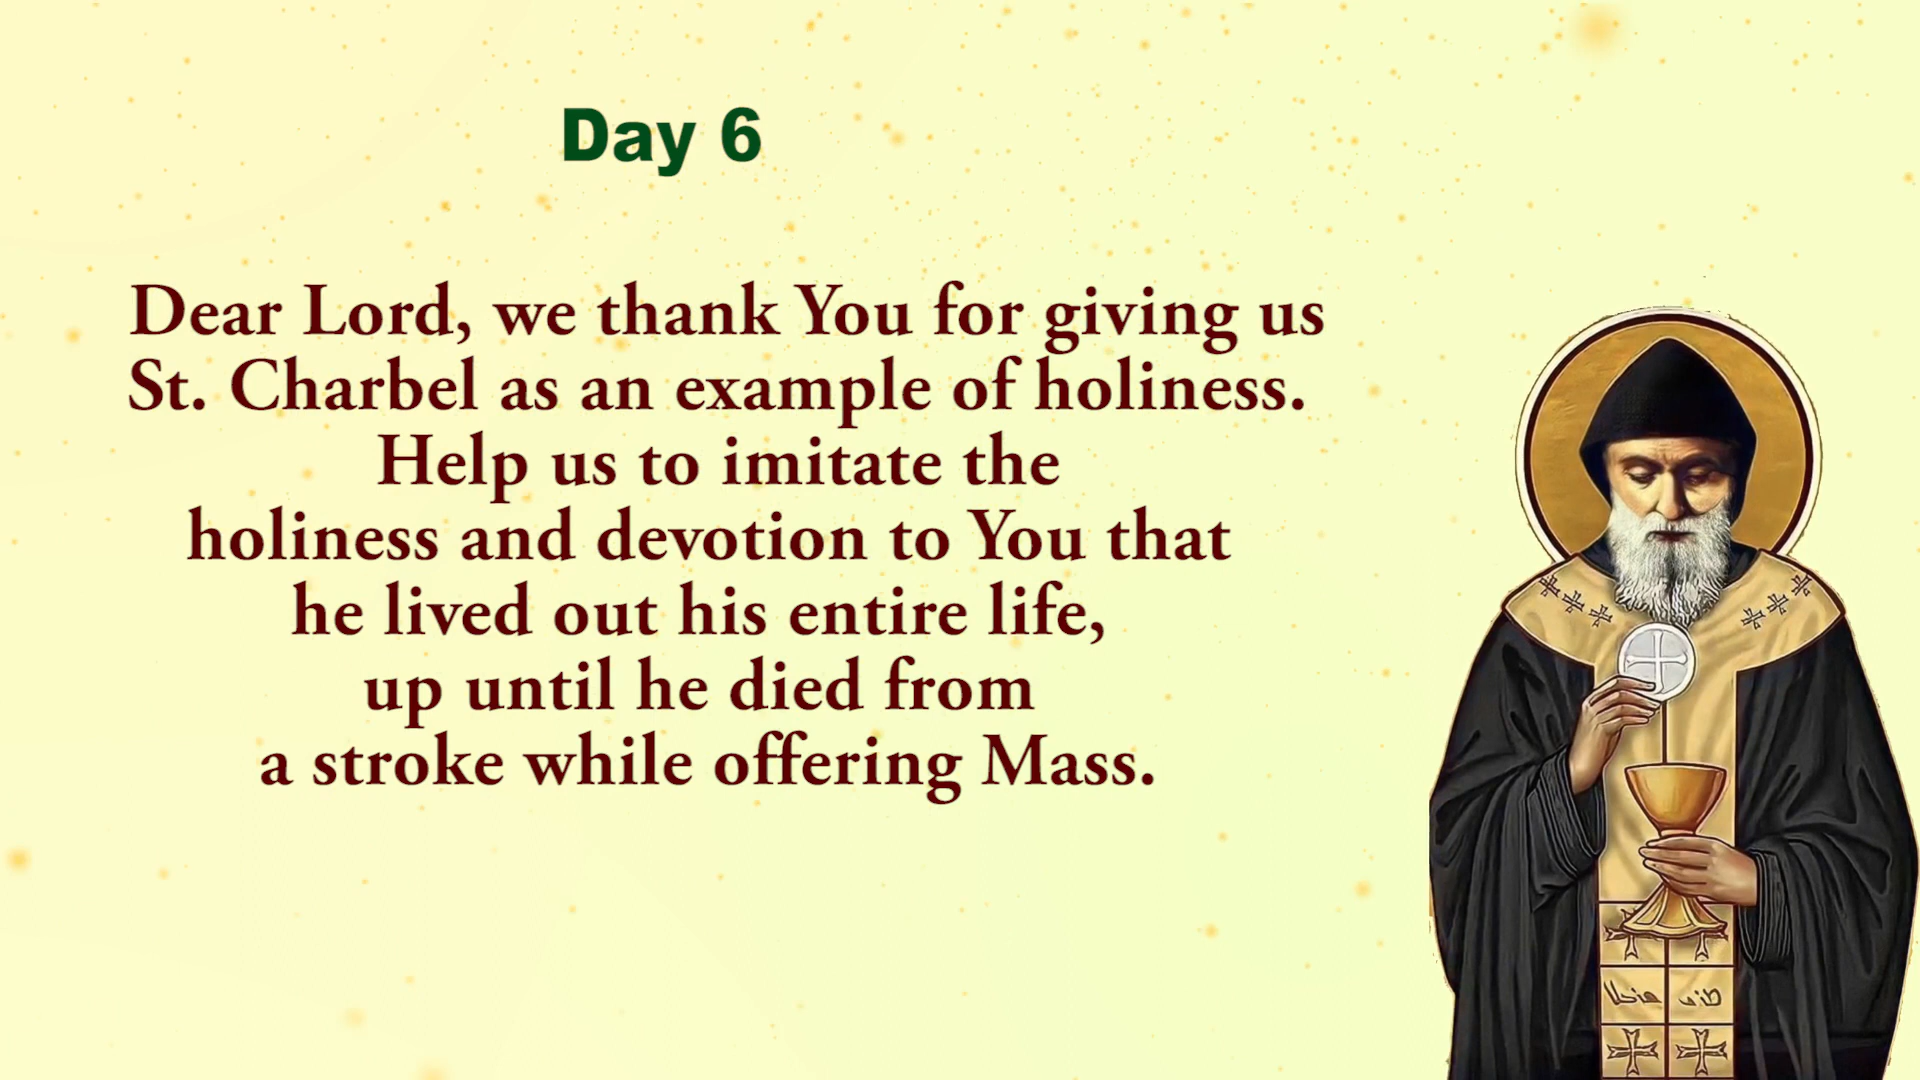 Day 6
Dear Lord, we thank You for giving us
St. Charbel as an example of holiness.
Help us to imitate the
holiness and devotion to You that
he lived out his entire life,
up until he died from
a stroke while offering Mass.